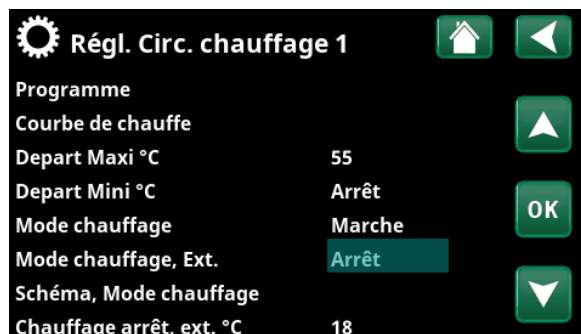 Régl. Circ. chauffage 1
Programme
Courbe de chauffe
Depart Maxi °C 55
Depart Mini °C Arrêt
Mode chauffage Marche
OK
Mode chauffage, Ext. Arrêt
Schéma, Mode chauffage
Chauffage arrêt, ext. °C 18